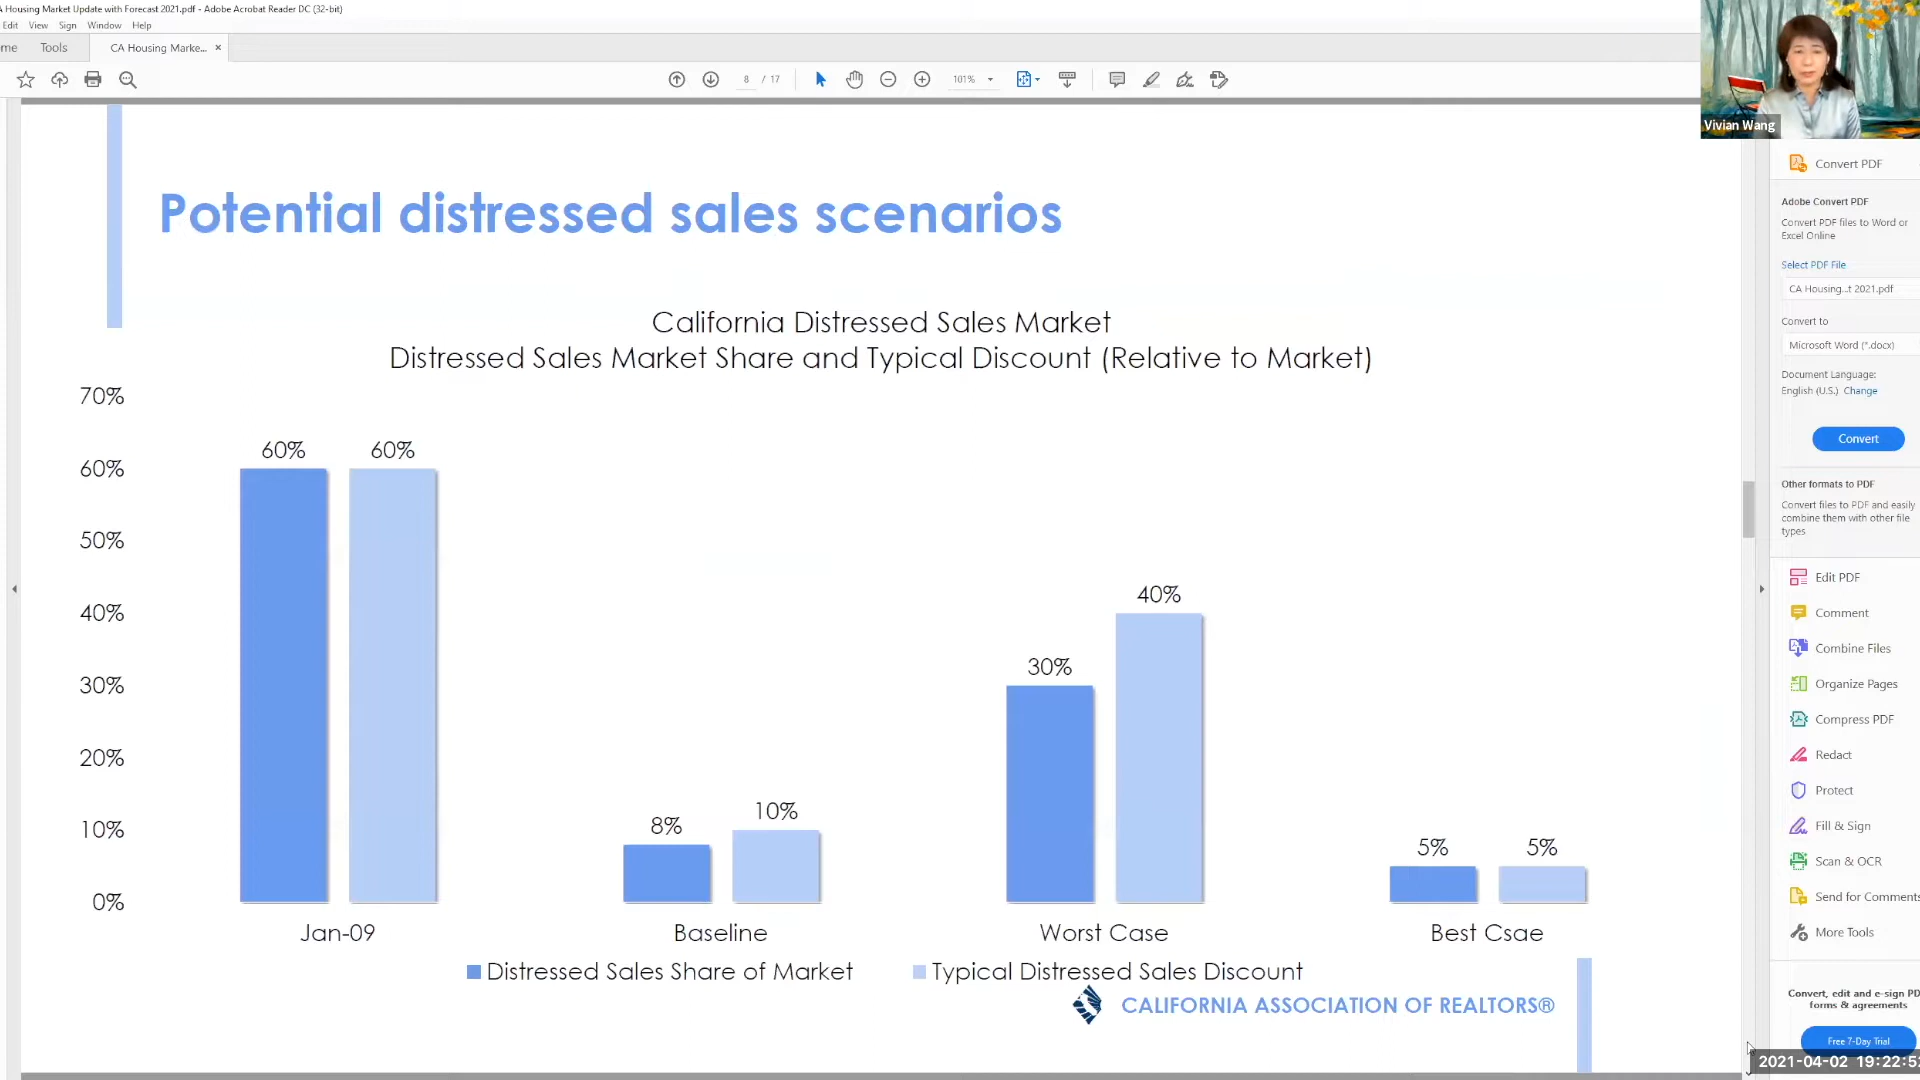 A Housing Market Update with Forecast 2021.pdf - Adobe Acrobat Reader DC (32-bit)
Edit View Sign Window Help
me Tools CA Housing Marke... ×
8 / 17 101%
Vivian Wang
Potential distressed sales scenarios
California Distressed Sales Market
Distressed Sales Market Share and Typical Discount (Relative to Market)
70%
60%
50%
40%
30%
20%
10%
0%
60% 60%
8% 10%
30% 40%
5% 5%
Jan-09 Baseline Worst Case Best Csae
Distressed Sales Share of Market Typical Distressed Sales Discount
CALIFORNIA ASSOCIATION OF REALTORS®
Convert PDF
Adobe Convert PDF
Convert PDF files to Word or
Excel Online
Select PDF File
CA Housing...t 2021.pdf
Convert to
Microsoft Word (*.docx)
Document Language:
English (U.S.) Change
Convert
Other formats to PDF
Convert files to PDF and easily
combine them with other file
types
Edit PDF
Comment
Combine Files
Organize Pages
Compress PDF
Redact
Protect
Fill & Sign
Scan & OCR
Send for Comments
More Tools
Convert, edit and e-sign PD
forms & agreements
Free 7-Day Trial
2021-04-02 19:22:5